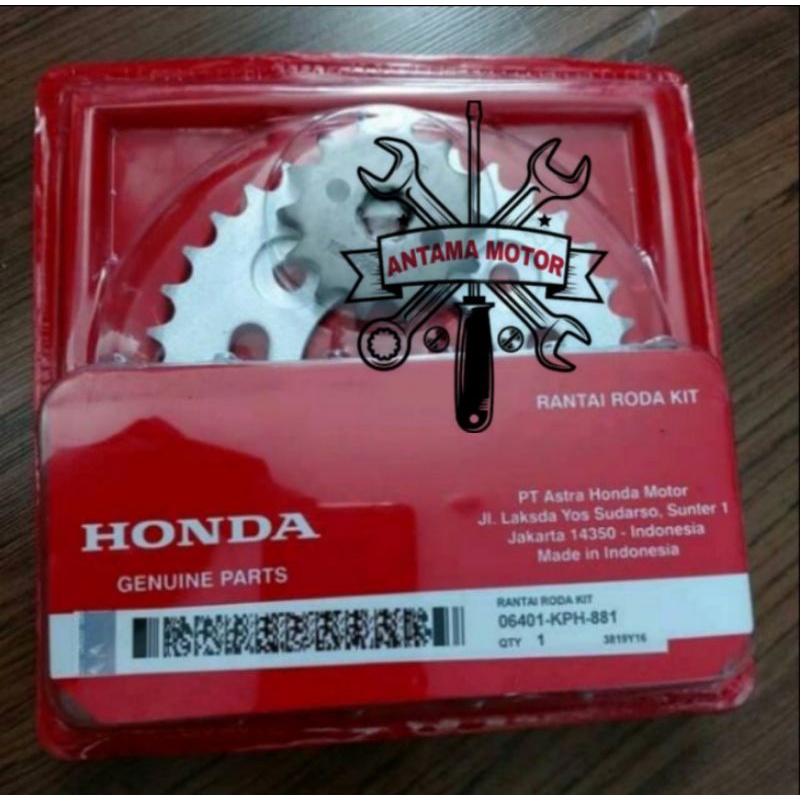 ANTAMA MOTOR
RANTAI RODA KIT
PT Astra Honda Motor
Jl. Laksda Yos Sudarso, Sunter 1
Jakarta 14350 - Indonesia
Made in Indonesia
HONDA
GENUINE PARTS
RANTAI RODA KIT
06401-KPH-881
QTY 1 3819Y16